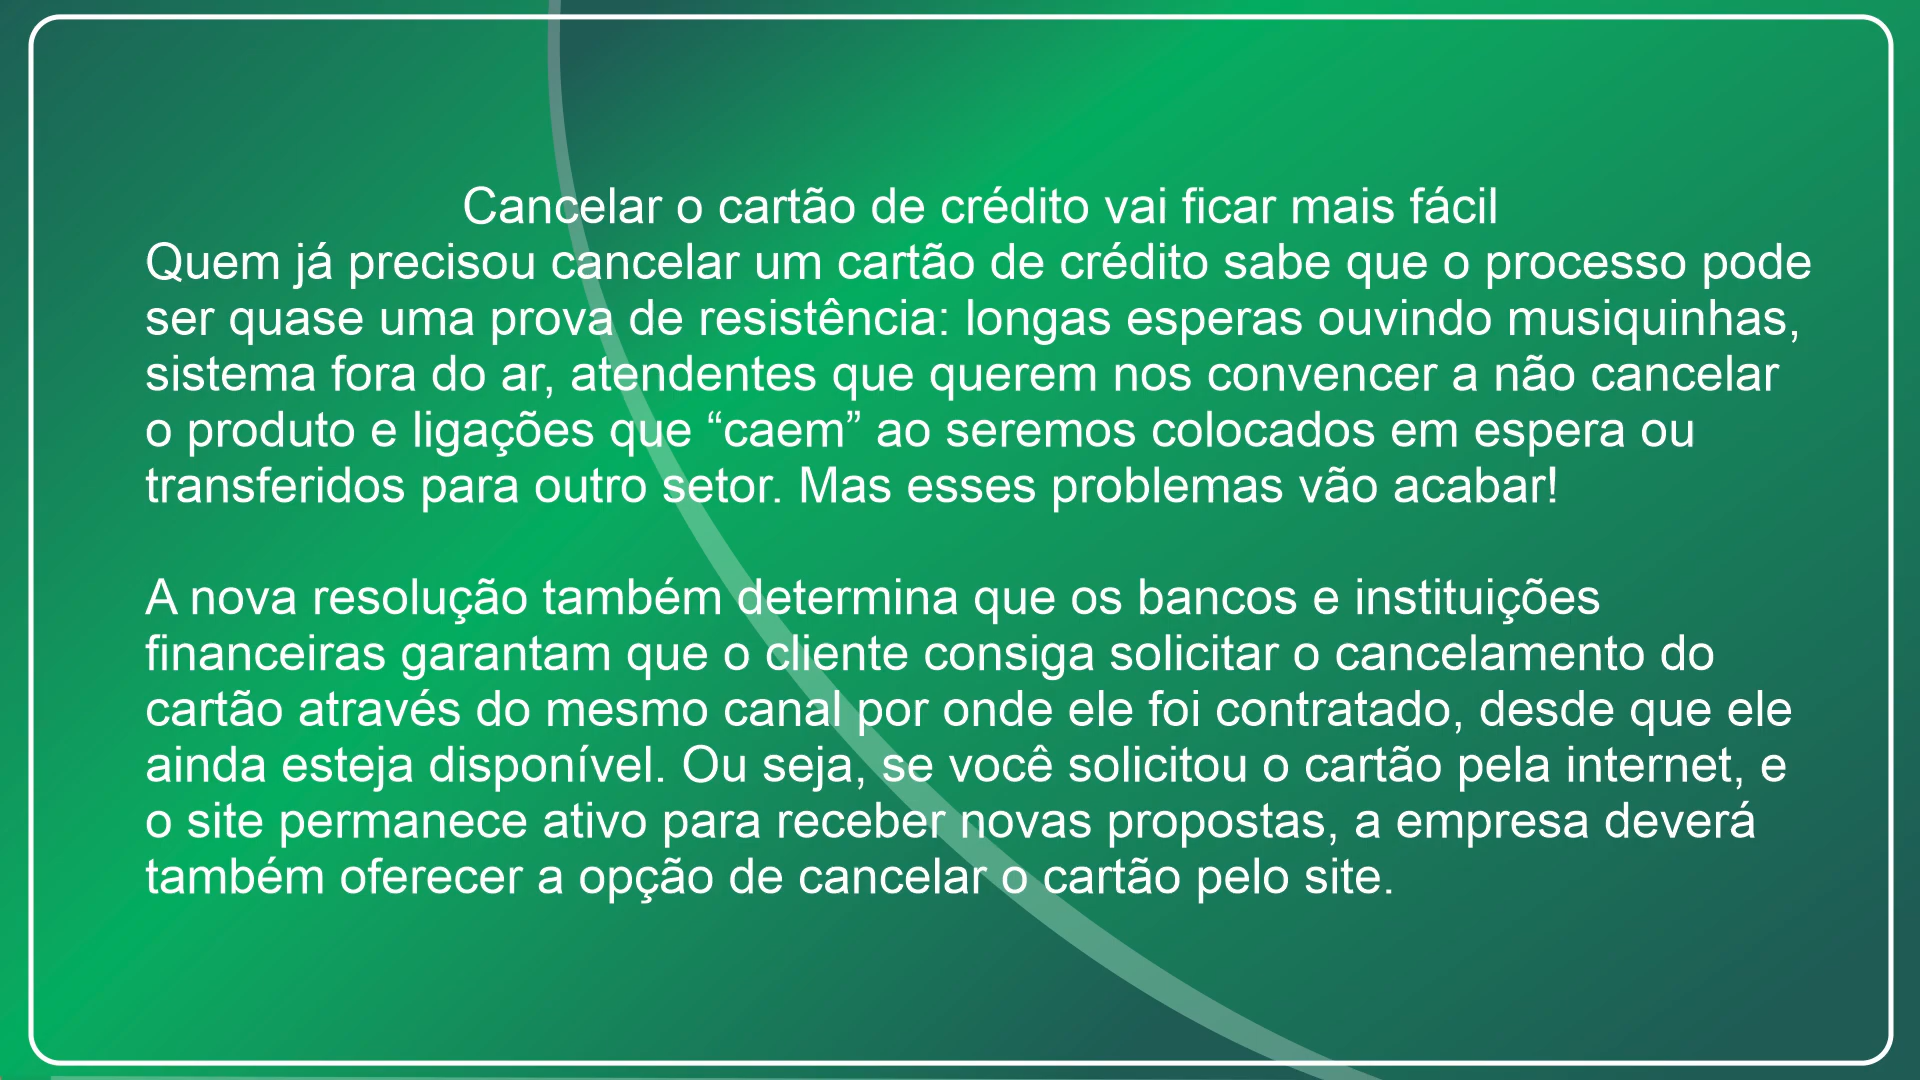 Cancelar o cartão de crédito vai ficar mais fácil
Quem já precisou cancelar um cartão de crédito sabe que o processo pode
ser quase uma prova de resistência: longas esperas ouvindo musiquinhas,
sistema fora do ar, atendentes que querem nos convencer a não cancelar
o produto e ligações que “caem” ao seremos colocados em espera ou
transferidos para outro setor. Mas esses problemas vão acabar!
A nova resolução também determina que os bancos e instituições
financeiras garantam que o cliente consiga solicitar o cancelamento do
cartão através do mesmo canal por onde ele foi contratado, desde que ele
ainda esteja disponível. Ou seja, se você solicitou o cartão pela internet, e
o site permanece ativo para receber novas propostas, a empresa deverá
também oferecer a opção de cancelar o cartão pelo site.